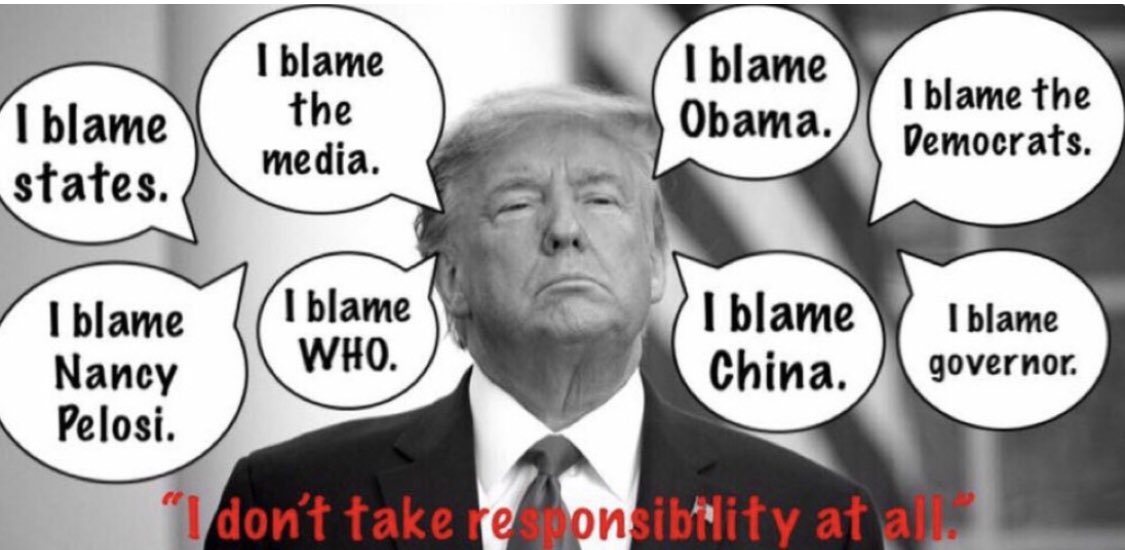 I blame
states.
I blame
the
media.
I blame
Obama.
I blame the
Democrats.
I blame
Nancy
Pelosi.
I blame
WHO.
I blame
China.
I blame
governor.
"I don't take responsibility at all."